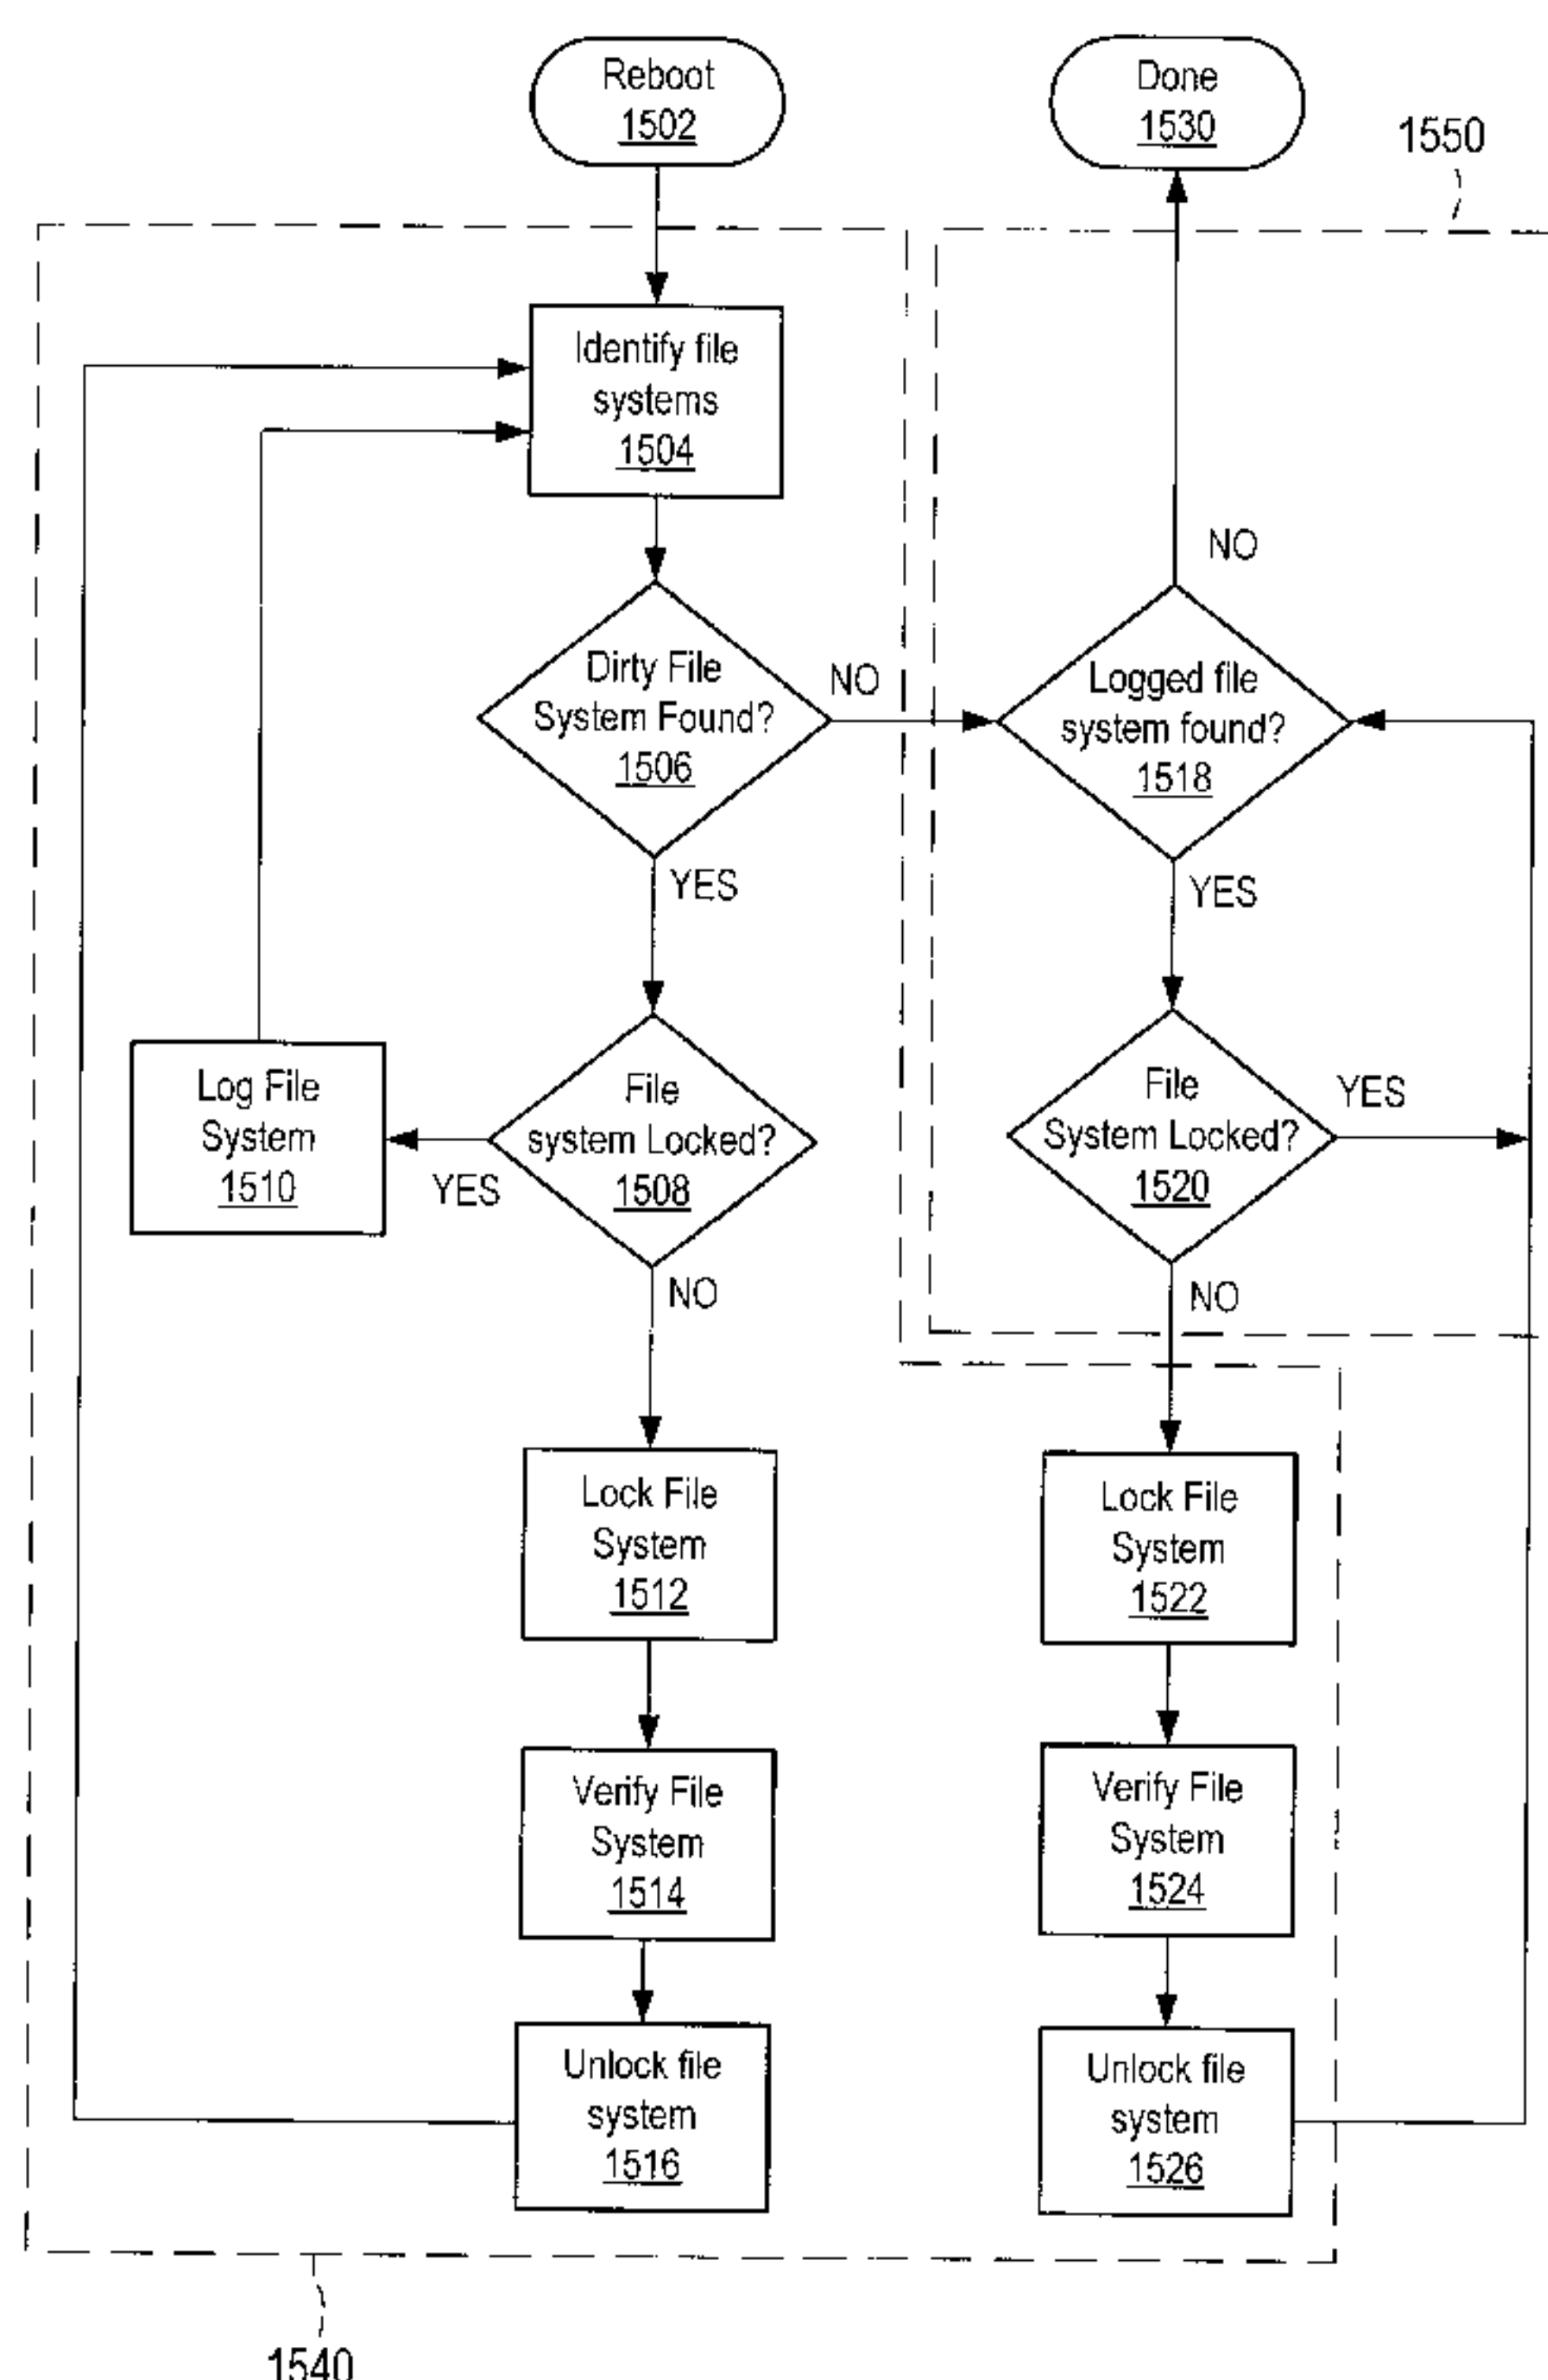 Reboot
1502
Done
1530
1550
Identify file
systems
1504
NO
Dirty File
System Found?
1506
NO
Logged file
system found?
1518
YES
YES
Log File
System
1510
YES
File
system Locked?
1508
File
System Locked?
1520
YES
NO
NO
Lock File
System
1512
Lock File
System
1522
Verify File
System
1514
Verify File
System
1524
Unlock file
system
1516
Unlock file
system
1526
1540